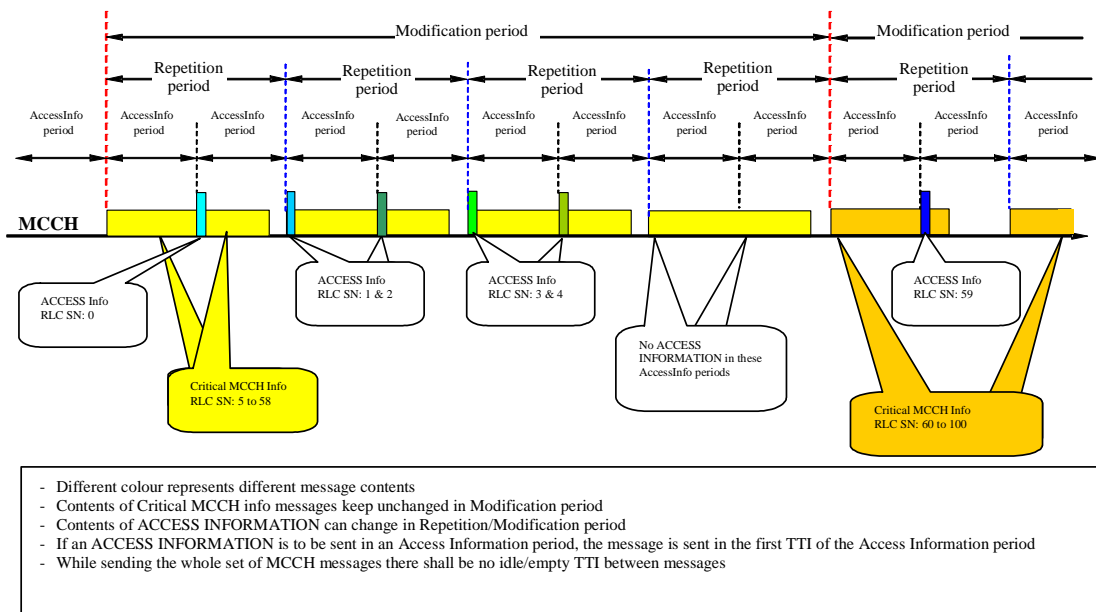 Modification period
Modification period
Repetition
period
Repetition
period
Repetition
period
Repetition
period
Repetition
period
AccessInfo
period
AccessInfo
period
AccessInfo
period
AccessInfo
period
AccessInfo
period
AccessInfo
period
AccessInfo
period
AccessInfo
period
AccessInfo
period
AccessInfo
period
AccessInfo
period
AccessInfo
period
MCCH
ACCESS Info
RLC SN: 0
ACCESS Info
RLC SN: 1 & 2
ACCESS Info
RLC SN: 3 & 4
No ACCESS
INFORMATION in these
AccessInfo periods
ACCESS Info
RLC SN: 59
Critical MCCH Info
RLC SN: 5 to 58
Critical MCCH Info
RLC SN: 60 to 100
- Different colour represents different message contents
- Contents of Critical MCCH info messages keep unchanged in Modification period
- Contents of ACCESS INFORMATION can change in Repetition/Modification period
- If an ACCESS INFORMATION is to be sent in an Access Information period, the message is sent in the first TTI of the Access Information period
- While sending the whole set of MCCH messages there shall be no idle/empty TTI between messages